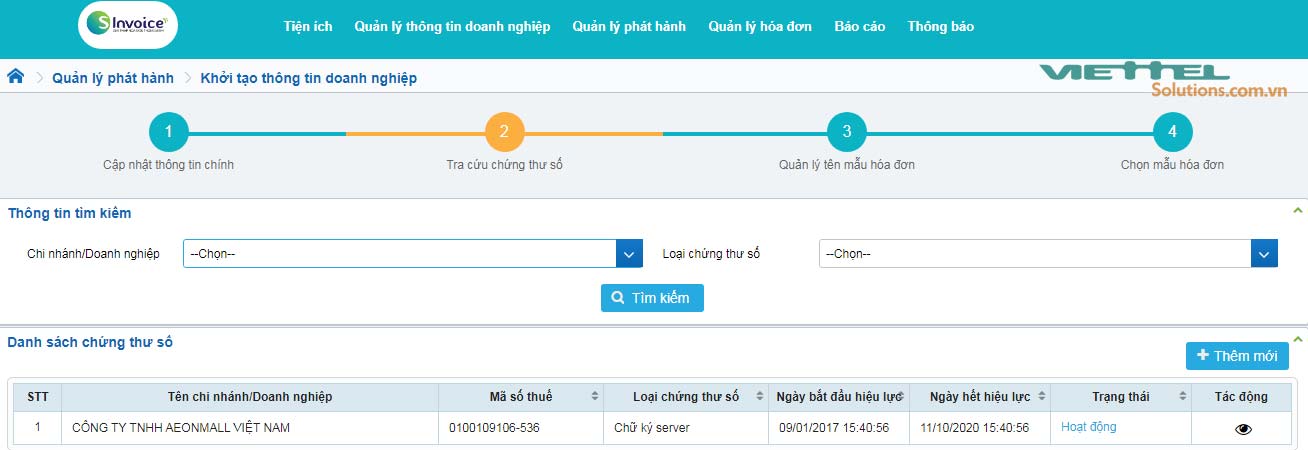 S Invoice
Tiện ích Quản lý thông tin doanh nghiệp Quản lý phát hành Quản lý hóa đơn Báo cáo Thông báo
Quản lý phát hành Khởi tạo thông tin doanh nghiệp
VIETTEL
Solutions.com.vn
1 2 3 4
Cập nhật thông tin chính Tra cứu chứng thư số Quản lý tên mẫu hóa đơn Chọn mẫu hóa đơn
Thông tin tìm kiếm
Chi nhánh/Doanh nghiệp --Chọn-- Loại chứng thư số --Chọn--
Tìm kiếm
Danh sách chứng thư số
+ Thêm mới
STT Tên chi nhánh/Doanh nghiệp Mã số thuế Loại chứng thư số Ngày bắt đầu hiệu lực Ngày hết hiệu lực Trạng thái Tác động
1 CÔNG TY TNHH AEONMALL VIỆT NAM 0100109106-536 Chữ ký server 09/01/2017 15:40:56 11/10/2020 15:40:56 Hoạt động